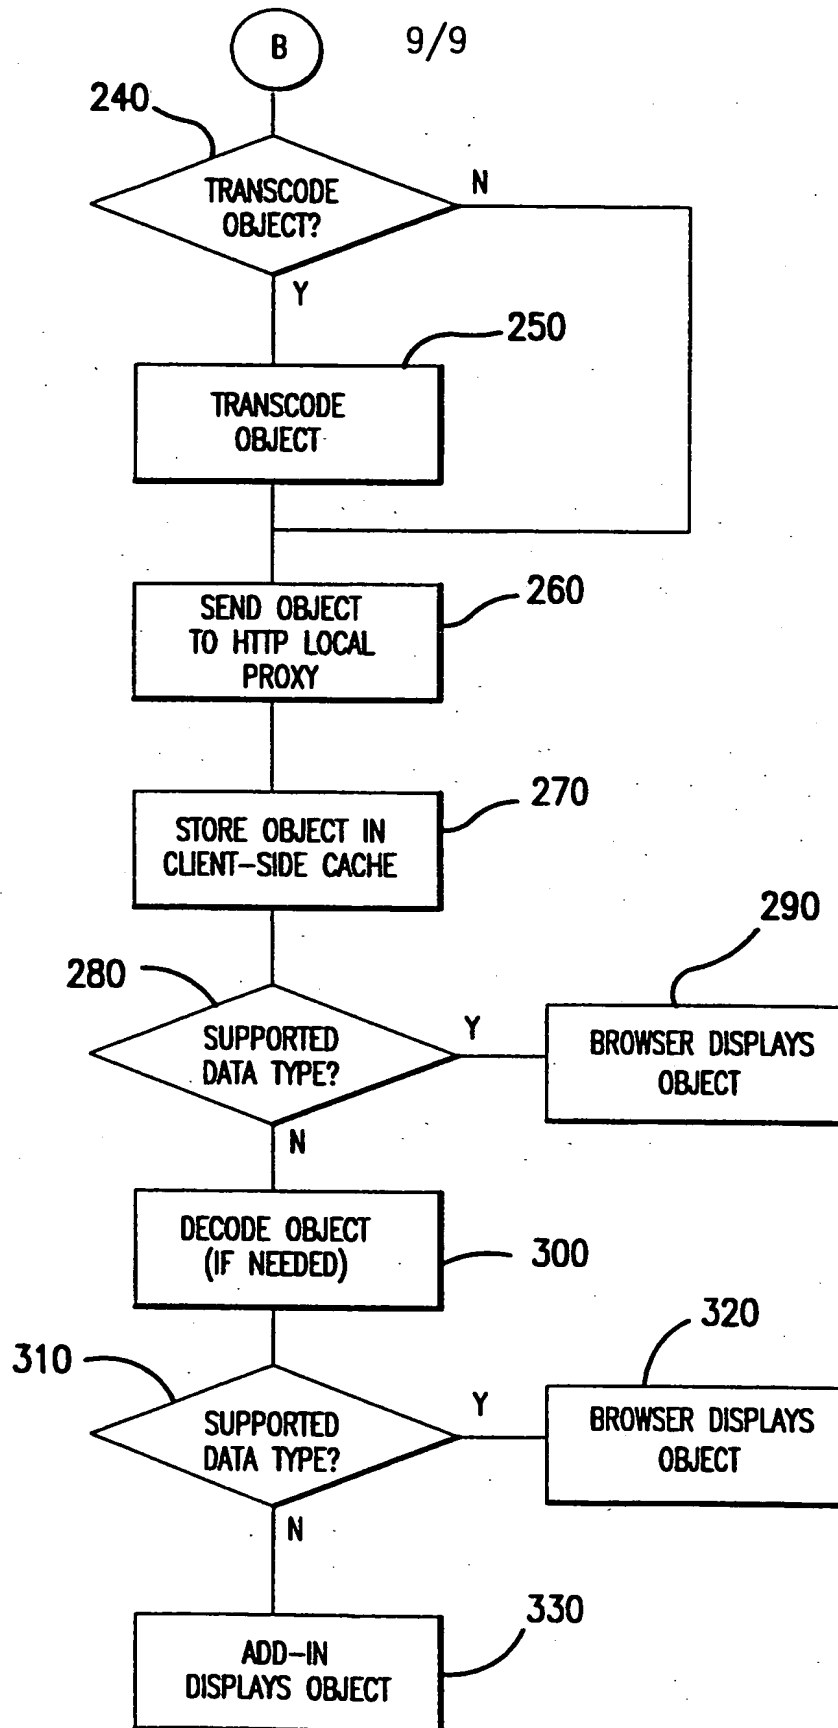 B
9/9
240
TRANSCODE
OBJECT?
N
Y
250
TRANSCODE
OBJECT
260
SEND OBJECT
TO HTTP LOCAL
PROXY
270
STORE OBJECT IN
CLIENT-SIDE CACHE
290
280
SUPPORTED
DATA TYPE?
Y
BROWSER DISPLAYS
OBJECT
N
DECODE OBJECT
(IF NEEDED)
300
320
310
SUPPORTED
DATA TYPE?
Y
BROWSER DISPLAYS
OBJECT
N
330
ADD-IN
DISPLAYS OBJECT